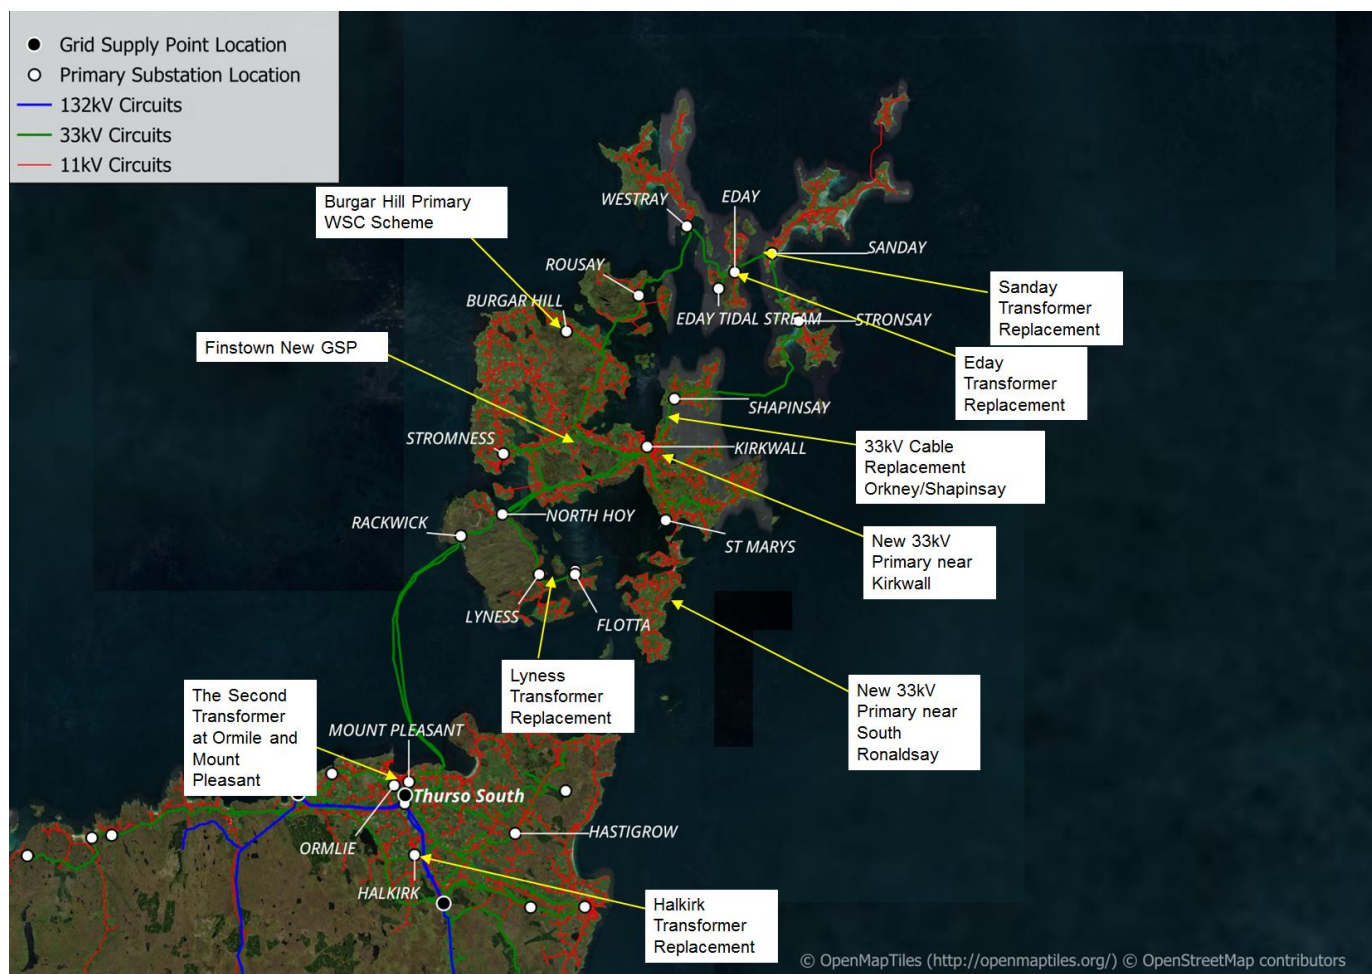 Grid Supply Point Location
Primary Substation Location
132kV Circuits
33kV Circuits
11kV Circuits
Burgar Hill Primary
WSC Scheme
WESTRAY
EDAY
SANDAY
ROUSAY
Sanday
Transformer
Replacement
BURGAR HILL
EDAY TIDAL STREAM
STRONSAY
Finstown New GSP
Eday
Transformer
Replacement
SHAPINSAY
STROMNESS
KIRKWALL
33kV Cable
Replacement
Orkney/Shapinsay
RACKWICK
NORTH HOY
ST MARYS
New 33kV
Primary near
Kirkwall
LYNESS
FLOTTA
Lyness
Transformer
Replacement
New 33kV
Primary near
South
Ronaldsay
The Second
Transformer
at Ormile and
Mount
Pleasant
MOUNT PLEASANT
Thurso South
ORMLIE
HASTIGROW
HALKIRK
Halkirk
Transformer
Replacement
© OpenMapTiles (http://openmaptiles.org/) © OpenStreetMap contributors